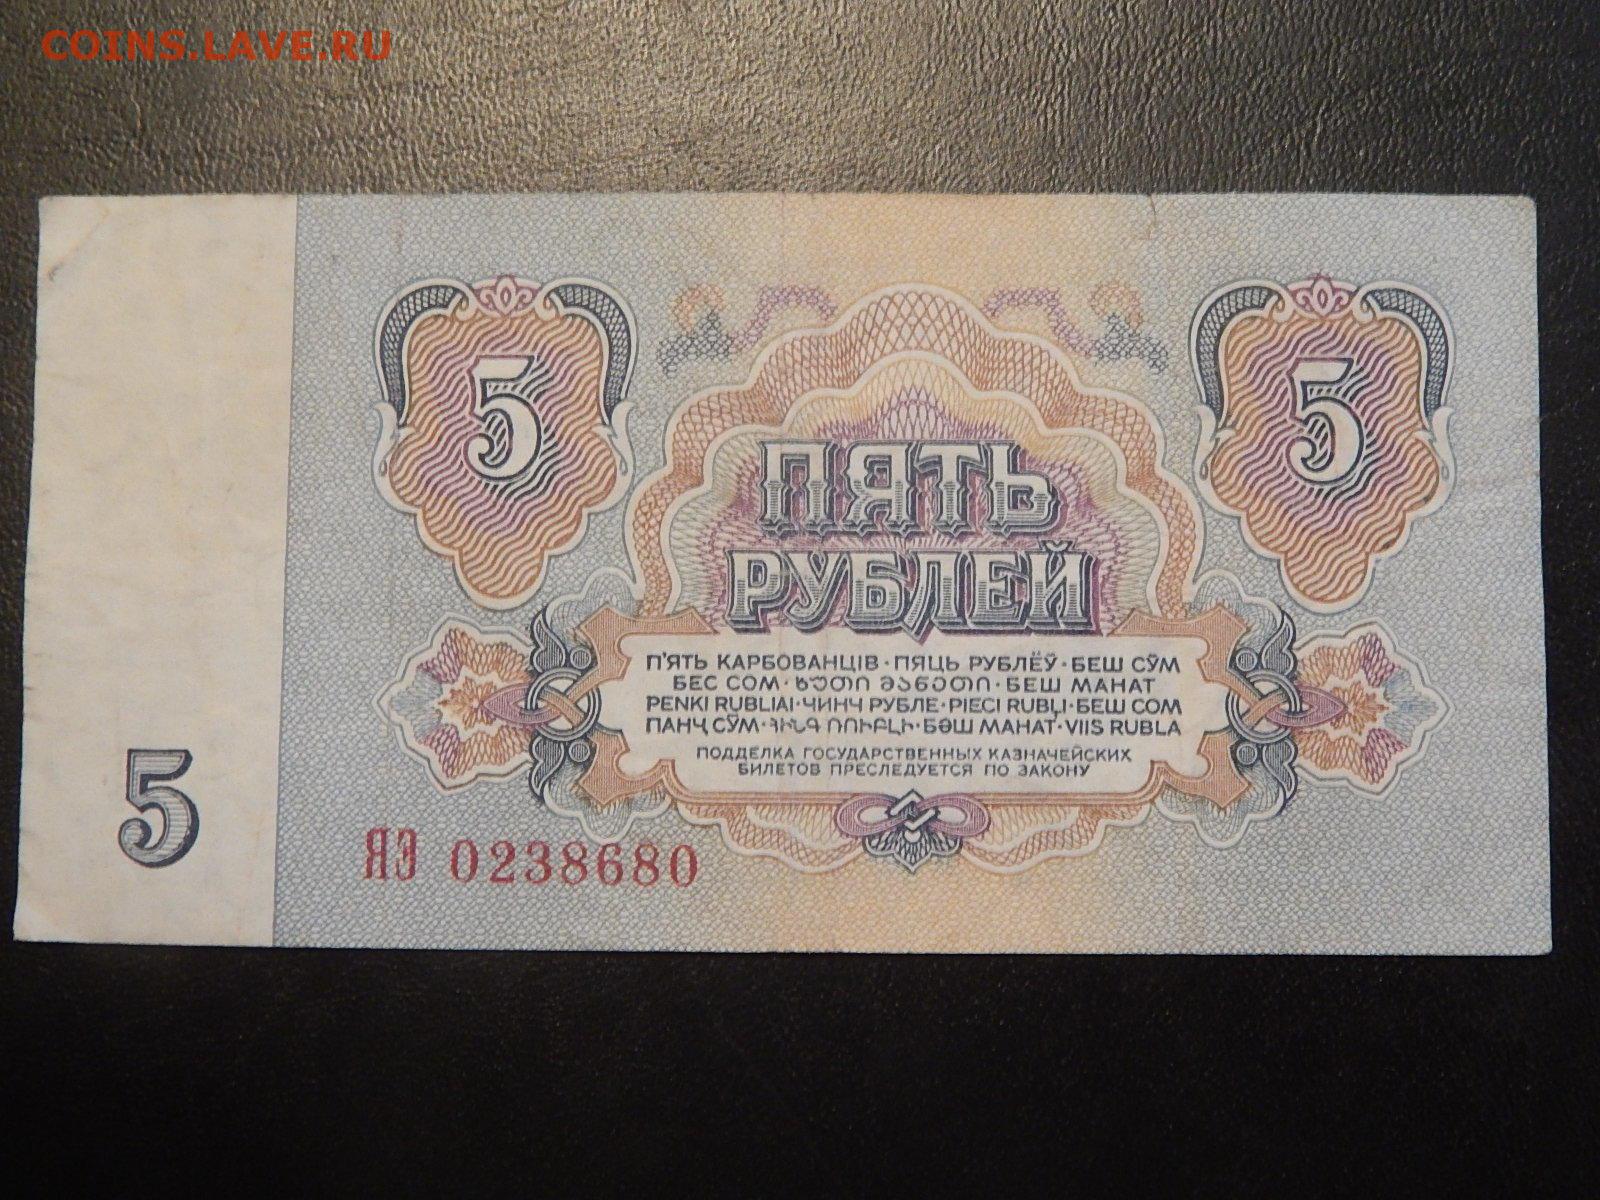 COINS.LAVE.RU
5
5
ПЯТЬ
РУБЛЕЙ
П'ЯТЬ КАРБОВАНЦІВ · ПЯЦЬ РУБЛЁЎ · БЕШ СЎМ
БЕС СОМ · ᲮᲣᲗᲘ ᲛᲐᲜᲔᲗᲘ · БЕШ МАНАТ
PENKI RUBLIAI · ЧИНЧ РУБЛЕ · PIECI RUBĻI · БЕШ СОМ
ПАНҶ СӮМ · ՀԻՆԳ ՌՈՒԲԼԻ · БӘШ МАНАТ · VIIS RUBLA
ПОДДЕЛКА ГОСУДАРСТВЕННЫХ КАЗНАЧЕЙСКИХ
БИЛЕТОВ ПРЕСЛЕДУЕТСЯ ПО ЗАКОНУ
5
ЯЭ 0238680